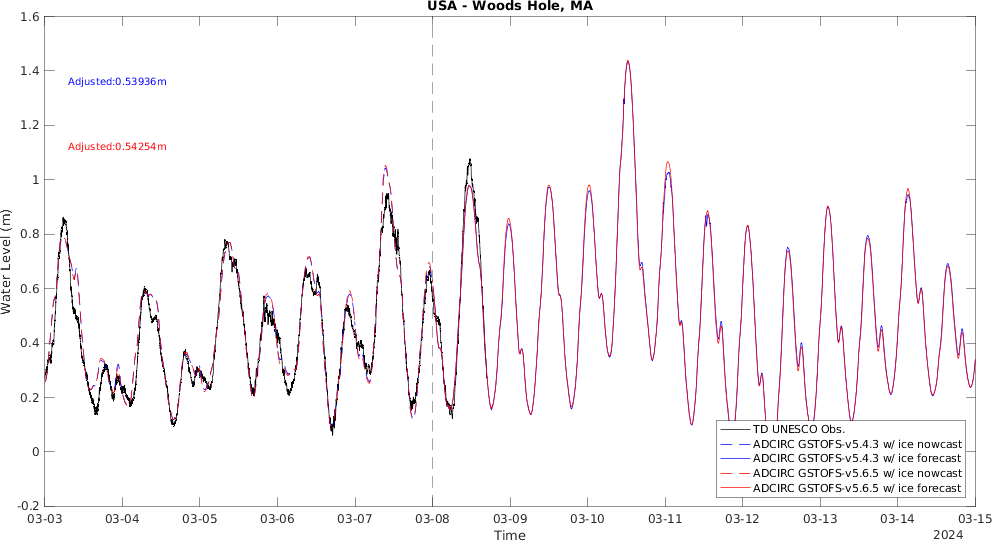 USA - Woods Hole, MA
1.6
1.4
1.2
1
0.8
0.6
0.4
0.2
0
-0.2
Water Level (m)
Adjusted:0.53936m
Adjusted:0.54254m
TD UNESCO Obs.
ADCIRC GSTOFS-v5.4.3 w/ ice nowcast
ADCIRC GSTOFS-v5.4.3 w/ ice forecast
ADCIRC GSTOFS-v5.6.5 w/ ice nowcast
ADCIRC GSTOFS-v5.6.5 w/ ice forecast
03-03 03-04 03-05 03-06 03-07 03-08 03-09 03-10 03-11 03-12 03-13 03-14 03-15
Time
2024